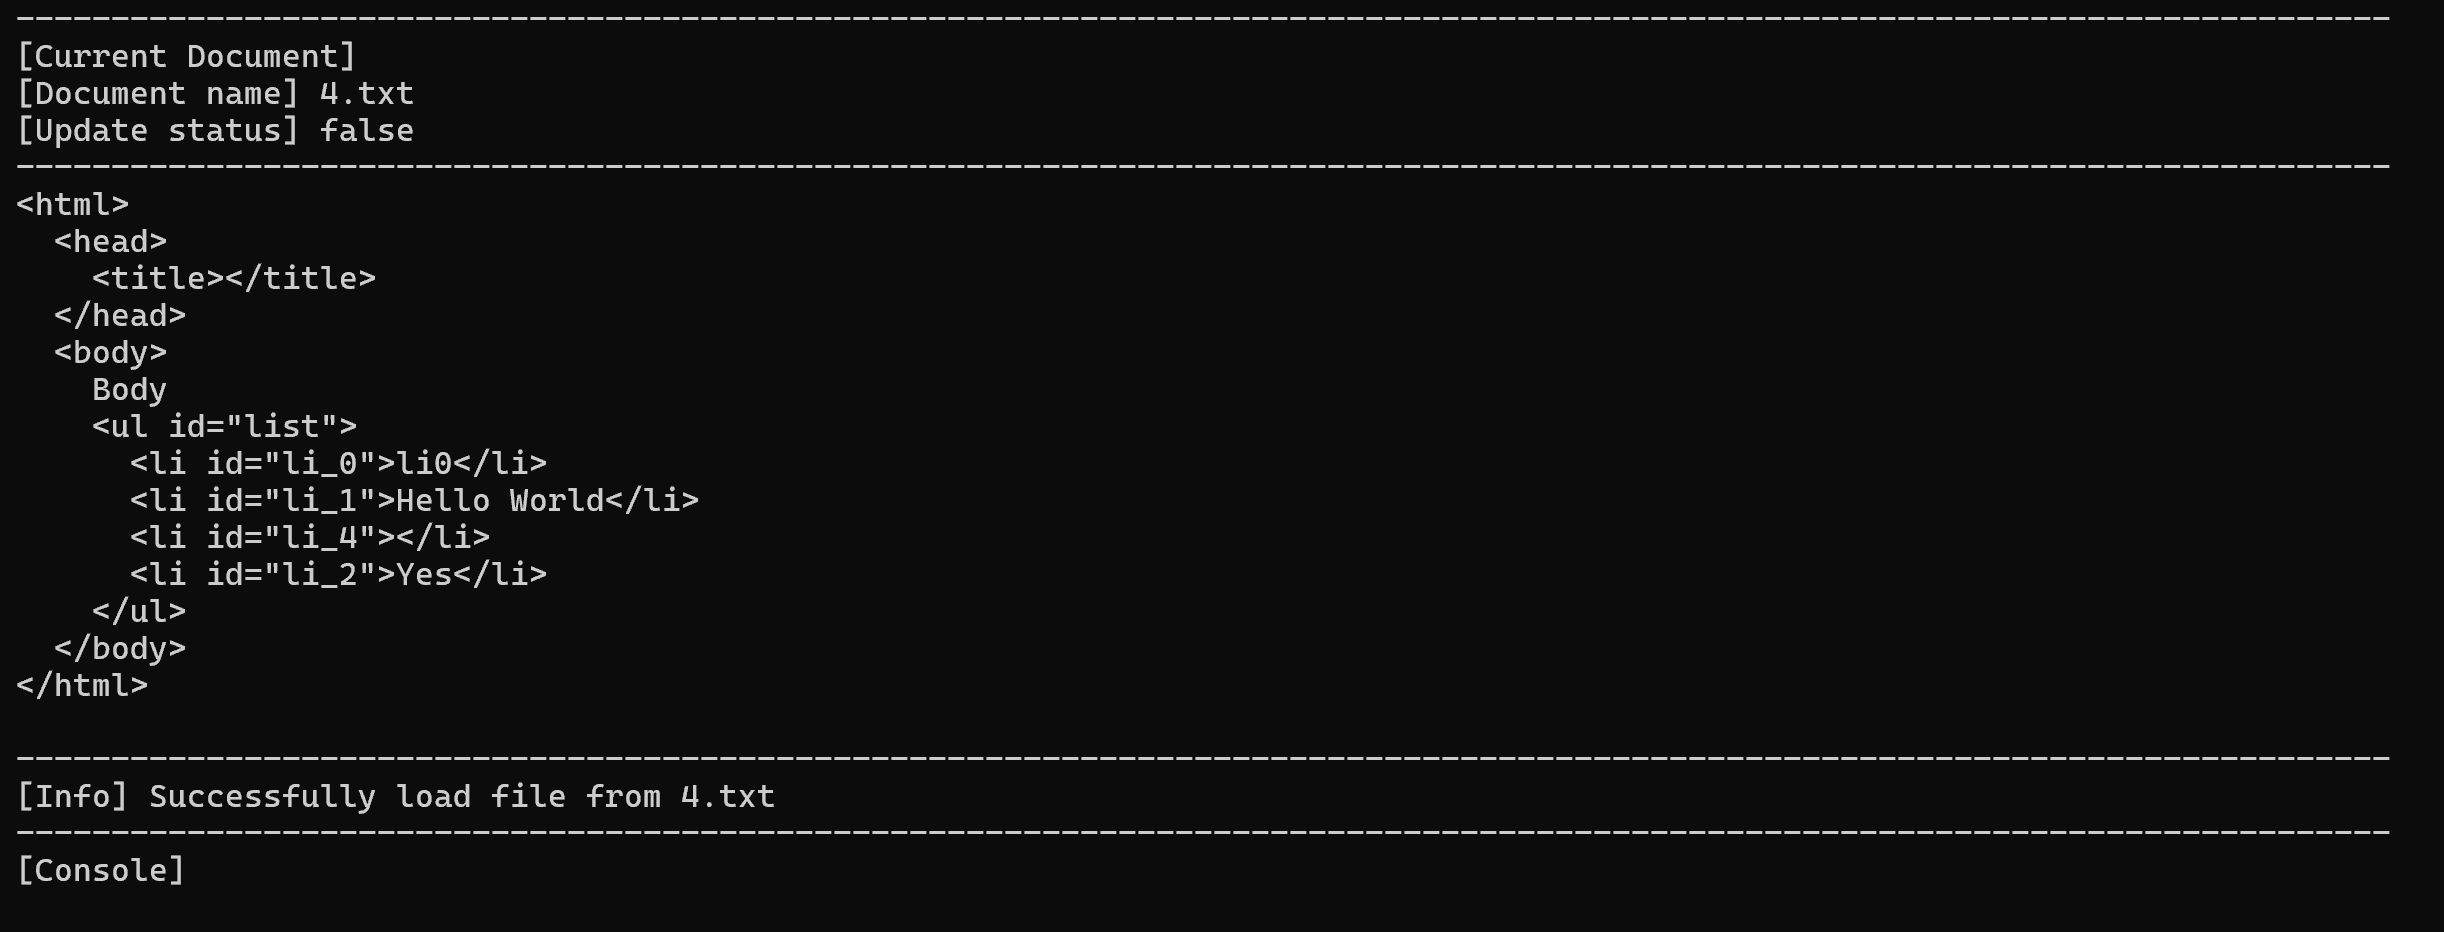 -----------------------------------------------------------------------------------------------------------------------------
[Current Document]
[Document name] 4.txt
[Update status] false
-----------------------------------------------------------------------------------------------------------------------------
<html>
  <head>
    <title></title>
  </head>
  <body>
    Body
    <ul id="list">
      <li id="li_0">li0</li>
      <li id="li_1">Hello World</li>
      <li id="li_4"></li>
      <li id="li_2">Yes</li>
    </ul>
  </body>
</html>

-----------------------------------------------------------------------------------------------------------------------------
[Info] Successfully load file from 4.txt
-----------------------------------------------------------------------------------------------------------------------------
[Console]